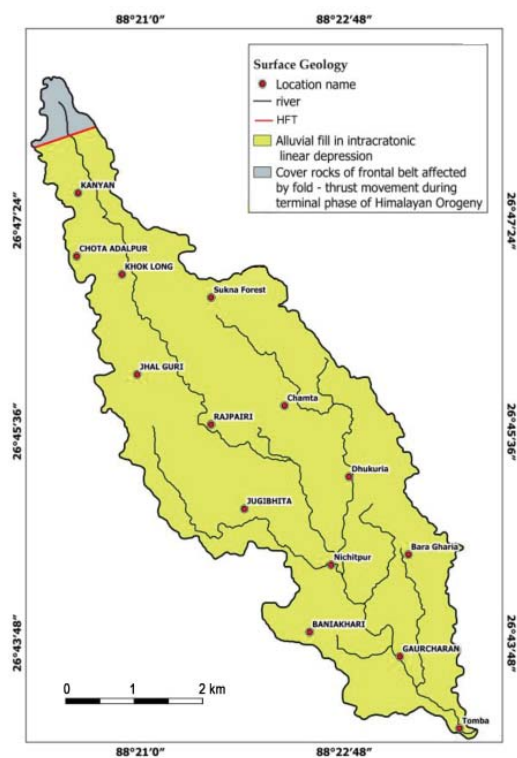 88°21′0″
88°22′48″
Surface Geology
Location name
river
HFT
Alluvial fill in intracratonic
linear depression
Cover rocks of frontal belt affected
by fold - thrust movement during
terminal phase of Himalayan Orogeny
26°47′24″
26°47′24″
KANYAN
CHOTA ADALPUR
KHOK LONG
Sukna Forest
JHAL GURI
Chamta
RAJPAIRI
26°45′36″
26°45′36″
Dhukuria
JUGIBHITA
Bara Gharia
Nichitpur
BANIAKHARI
GAURCHARAN
26°43′48″
26°43′48″
0 1 2 km
Tomba
88°21′0″
88°22′48″